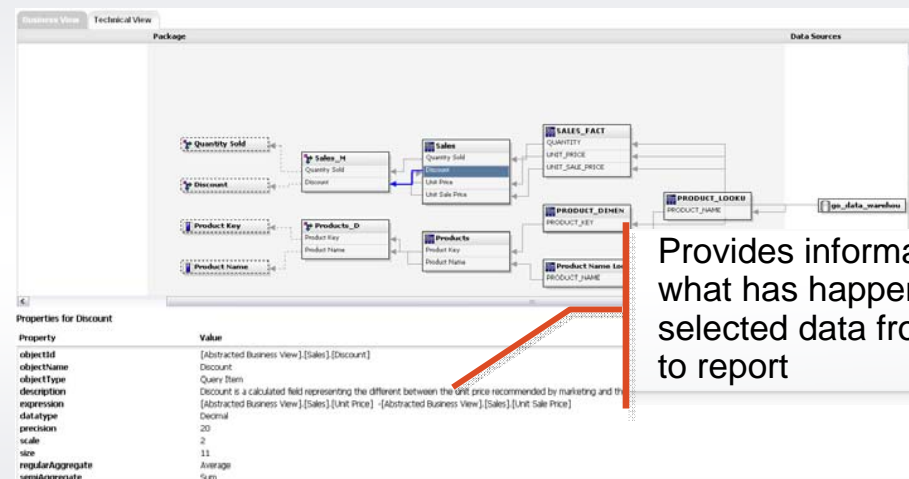 Business View Technical View
Package Data Sources
Quantity Sold
Discount
Product Key
Product Name
Sales_M
Quantity Sold
Discount
Products_D
Product Key
Product Name
Sales
Quantity Sold
Discount
Unit Price
Unit Sale Price
Products
Product Key
Product Name
SALES_FACT
QUANTITY
UNIT_PRICE
UNIT_SALE_PRICE
PRODUCT_DIMEN
PRODUCT_KEY
Product Name Loo
PRODUCT_NAME
PRODUCT_LOOKU
PRODUCT_NAME
go_data_warehou
Provides informa
what has happen
selected data fro
to report
Properties for Discount
Property Value
objectId [Abstracted Business View].[Sales].[Discount]
objectName Discount
objectType Query Item
description Discount is a calculated field representing the different between the unit price recommended by marketing and th
expression [Abstracted Business View].[Sales].[Unit Price] -[Abstracted Business View].[Sales].[Unit Sale Price]
datatype Decimal
precision 20
scale 2
size 11
regularAggregate Average
semiAggregate Sum